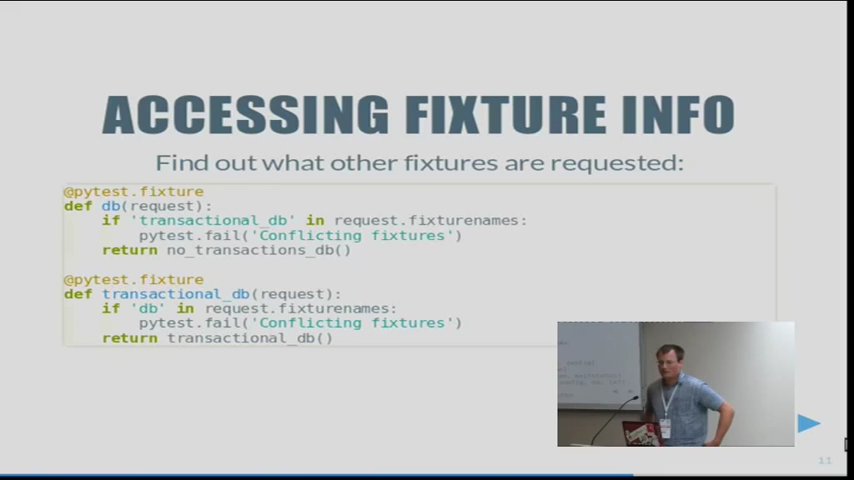 ACCESSING FIXTURE INFO
Find out what other fixtures are requested:
@pytest.fixture
def db(request):
    if 'transactional_db' in request.fixturenames:
        pytest.fail('Conflicting fixtures')
    return no_transactions_db()
@pytest.fixture
def transactional_db(request):
    if 'db' in request.fixturenames:
        pytest.fail('Conflicting fixtures')
    return transactional_db()
11